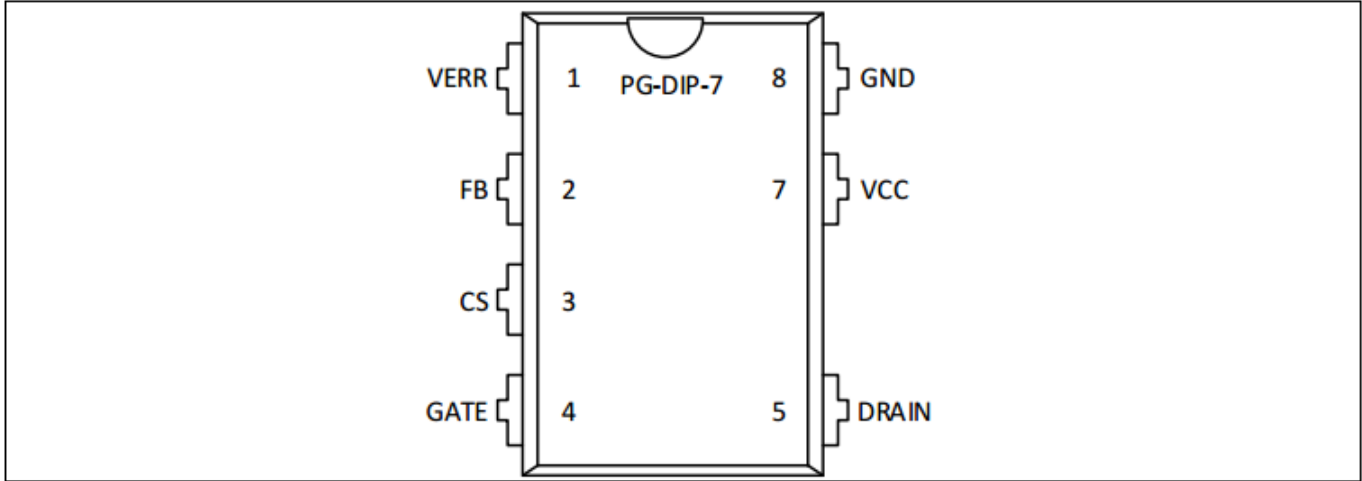 VERR 1 PG-DIP-7 8 GND
FB 2 7 VCC
CS 3
GATE 4 5 DRAIN